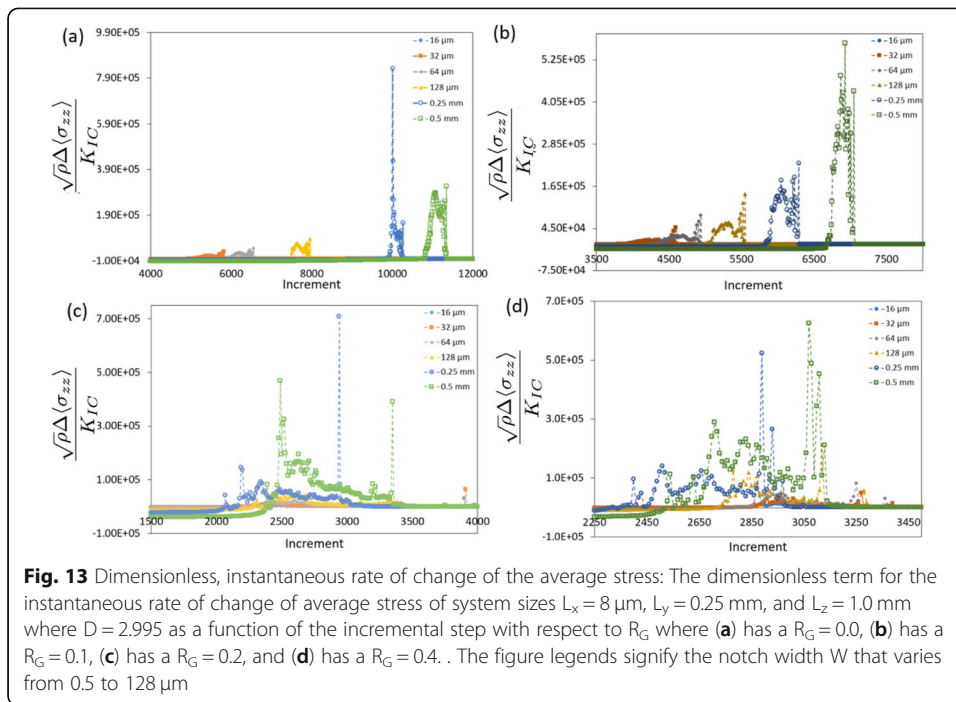 (a)
9.90E+05
7.90E+05
5.90E+05
3.90E+05
1.90E+05
-1.00E+04
√ρΔ⟨σzz⟩
KIC
4000 6000 8000 10000 12000
Increment
16 µm
32 µm
64 µm
128 µm
0.25 mm
0.5 mm
(b)
5.25E+05
4.05E+05
2.85E+05
1.65E+05
4.50E+04
-7.50E+04
√ρΔ⟨σzz⟩
KIC
3500 4500 5500 6500 7500
Increment
16 µm
32 µm
64 µm
128 µm
0.25 mm
0.5 mm
(c)
7.00E+05
5.00E+05
3.00E+05
1.00E+05
-1.00E+05
√ρΔ⟨σzz⟩
KIC
1500 2000 2500 3000 3500 4000
Increment
16 µm
32 µm
64 µm
128 µm
0.25 mm
0.5 mm
(d)
7.0E+05
5.0E+05
3.0E+05
1.0E+05
-1.0E+05
√ρΔ⟨σzz⟩
KIC
2250 2450 2650 2850 3050 3250 3450
Increment
16 µm
32 µm
64 µm
128 µm
0.25 mm
0.5 mm
Fig. 13 Dimensionless, instantaneous rate of change of the average stress: The dimensionless term for the
instantaneous rate of change of average stress of system sizes Lx = 8 µm, Ly = 0.25 mm, and Lz = 1.0 mm
where D = 2.995 as a function of the incremental step with respect to RG where (a) has a RG = 0.0, (b) has a
RG = 0.1, (c) has a RG = 0.2, and (d) has a RG = 0.4. . The figure legends signify the notch width W that varies
from 0.5 to 128 µm